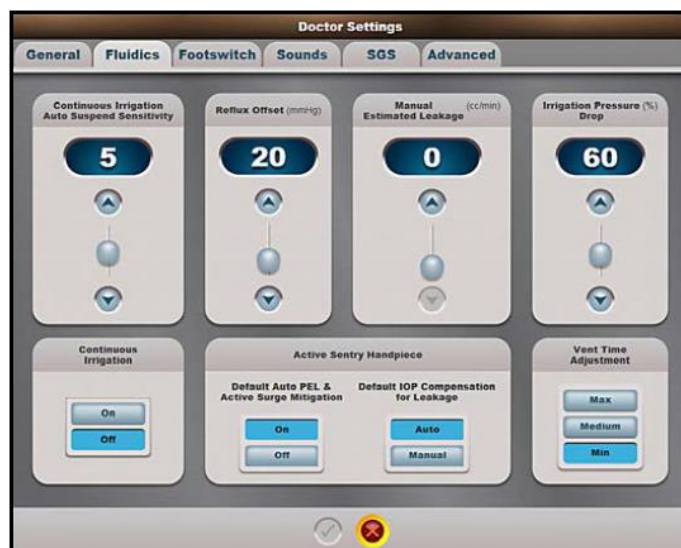 Doctor Settings
General Fluidics Footswitch Sounds SGS Advanced
Continuous Irrigation
Auto Suspend Sensitivity
5
Reflux Offset (mmHg)
20
Manual (cc/min)
Estimated Leakage
0
Irrigation Pressure (%)
Drop
60
Continuous
Irrigation
On
Off
Active Sentry Handpiece
Default Auto PEL &
Active Surge Mitigation
On
Off
Default IOP Compensation
for Leakage
Auto
Manual
Vent Time
Adjustment
Max
Medium
Min